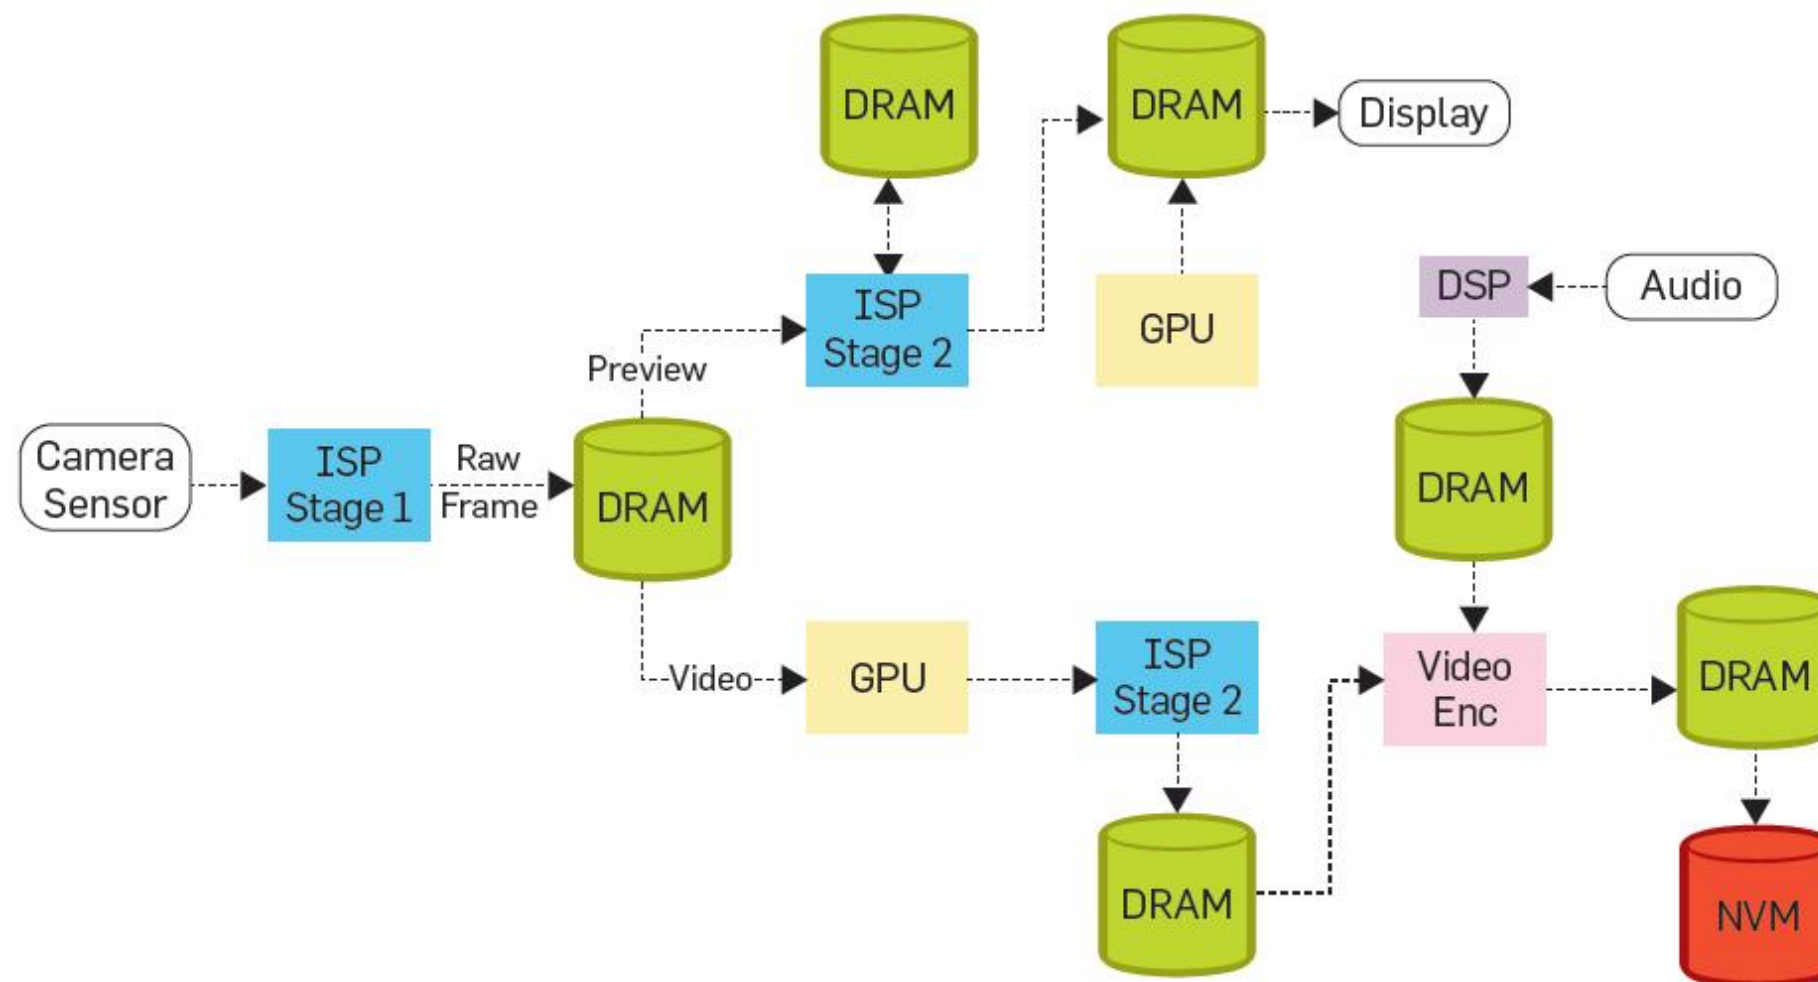 DRAM
DRAM
Display
ISP
Stage 2
GPU
DSP
Audio
Preview
Camera
Sensor
ISP
Stage 1
Raw
Frame
DRAM
DRAM
Video
GPU
ISP
Stage 2
Video
Enc
DRAM
DRAM
NVM